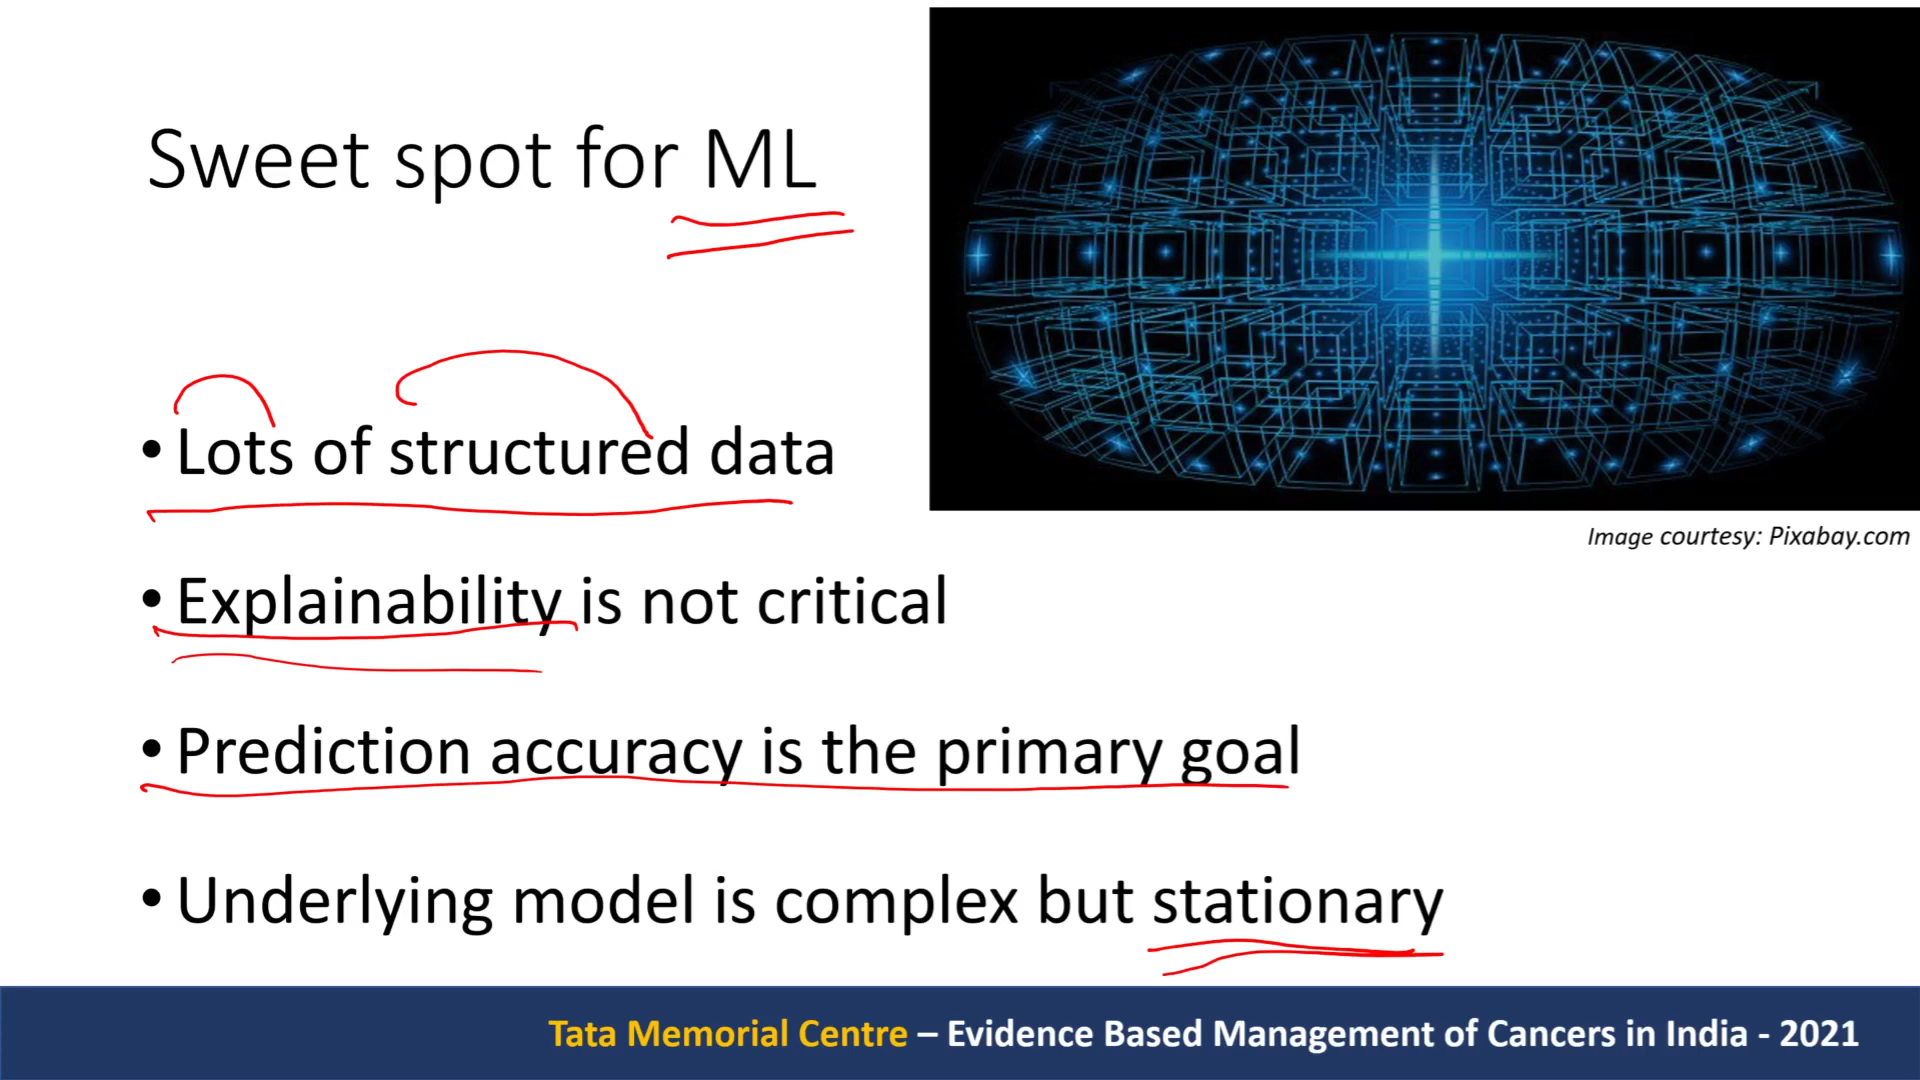 Sweet spot for ML
• Lots of structured data
Image courtesy: Pixabay.com
• Explainability is not critical
• Prediction accuracy is the primary goal
• Underlying model is complex but stationary
Tata Memorial Centre – Evidence Based Management of Cancers in India - 2021